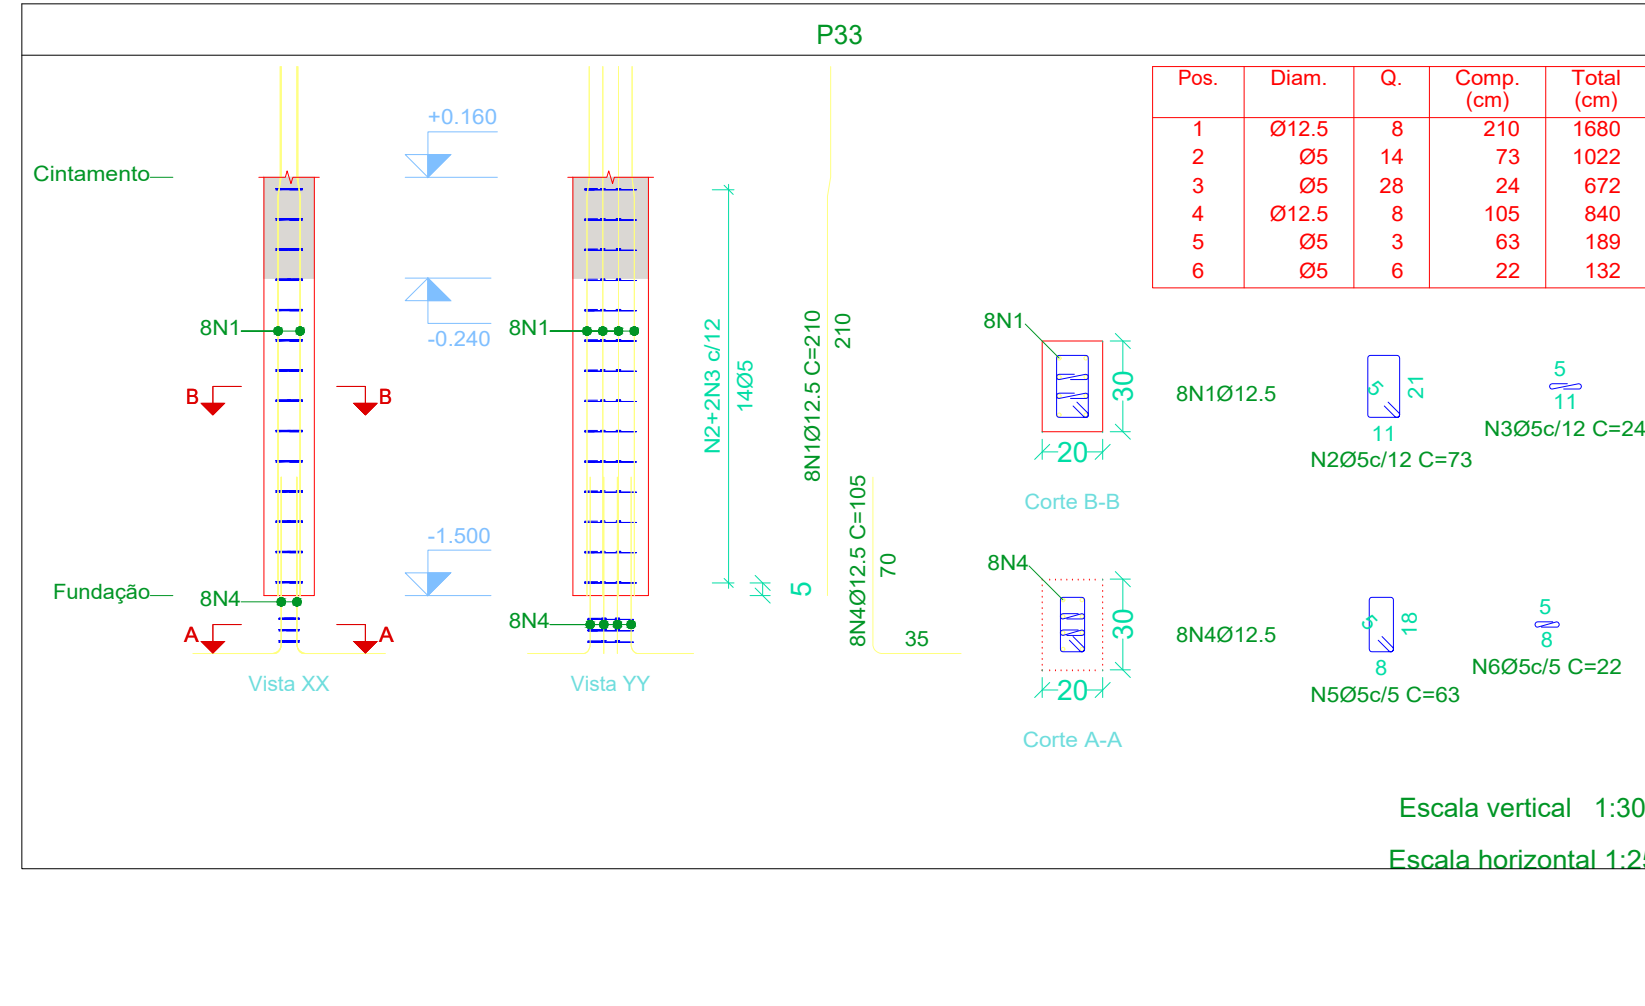 P33
Pos. Diam. Q. Comp. (cm) Total (cm)
1 Ø12.5 8 210 1680
2 Ø5 14 73 1022
3 Ø5 28 24 672
4 Ø12.5 8 105 840
5 Ø5 3 63 189
6 Ø5 6 22 132
+0.160
Cintamento
8N1
-0.240
8N1
B
B
-1.500
Fundação
8N4
8N4
A
A
Vista XX
Vista YY
N2+2N3 c/12
14Ø5
5
8N1Ø12.5 C=210
210
8N4Ø12.5 C=105
70
35
8N1
30
20
Corte B-B
8N1Ø12.5
5
21
11
N2Ø5c/12 C=73
5
11
N3Ø5c/12 C=24
8N4
30
20
Corte A-A
8N4Ø12.5
5
18
8
N5Ø5c/5 C=63
5
8
N6Ø5c/5 C=22
Escala vertical 1:30
Escala horizontal 1:2